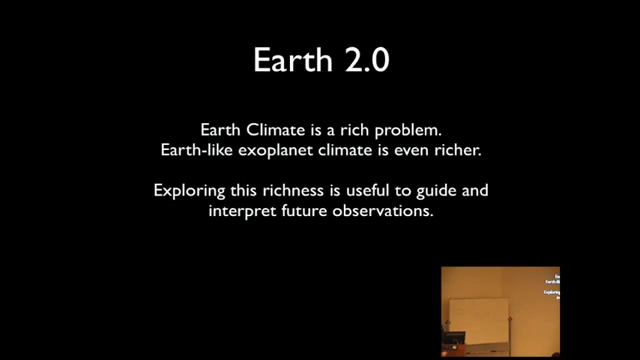 Earth 2.0
Earth Climate is a rich problem.
Earth-like exoplanet climate is even richer.
Exploring this richness is useful to guide and
interpret future observations.